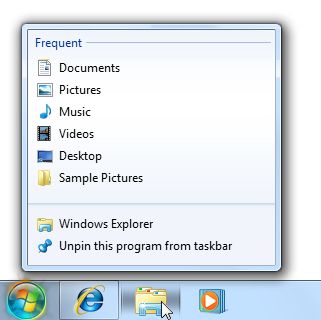 Frequent
Documents
Pictures
Music
Videos
Desktop
Sample Pictures
Windows Explorer
Unpin this program from taskbar